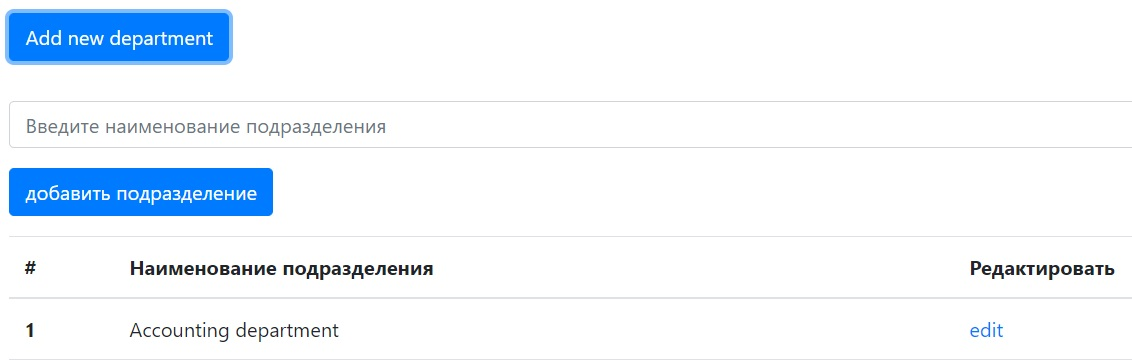 Add new department
Введите наименование подразделения
добавить подразделение
# Наименование подразделения Редактировать
1 Accounting department edit